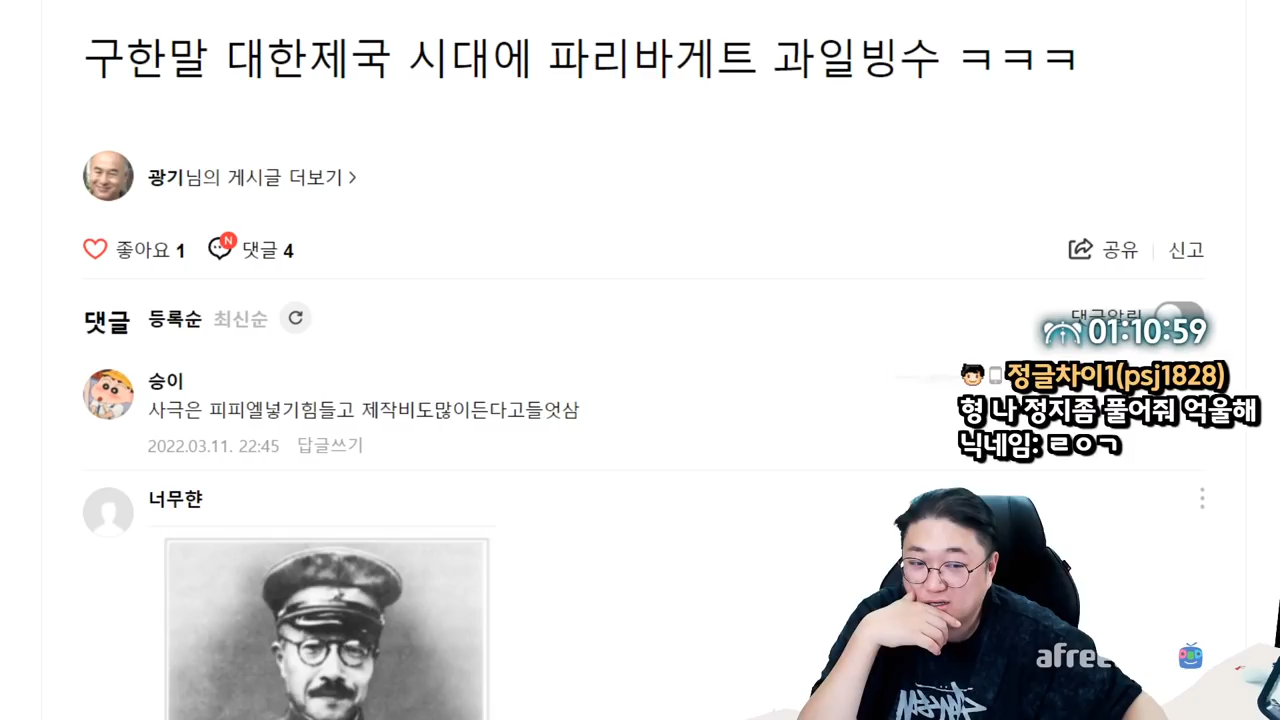 구한말 대한제국 시대에 파리바게트 과일빙수 ㅋㅋㅋ
광기님의 게시글 더보기 >
좋아요 1 N 댓글 4
공유 신고
댓글 등록순 최신순
댓글알림
01:10:59
승이
사극은 피피엘넣기힘들고 제작비도많이든다고들엇삼
2022.03.11. 22:45 답글쓰기
정글차이1(psj1828)
형 나 정지좀 풀어줘 억울해
닉네임: ㄹㅇㄱ
너무햔